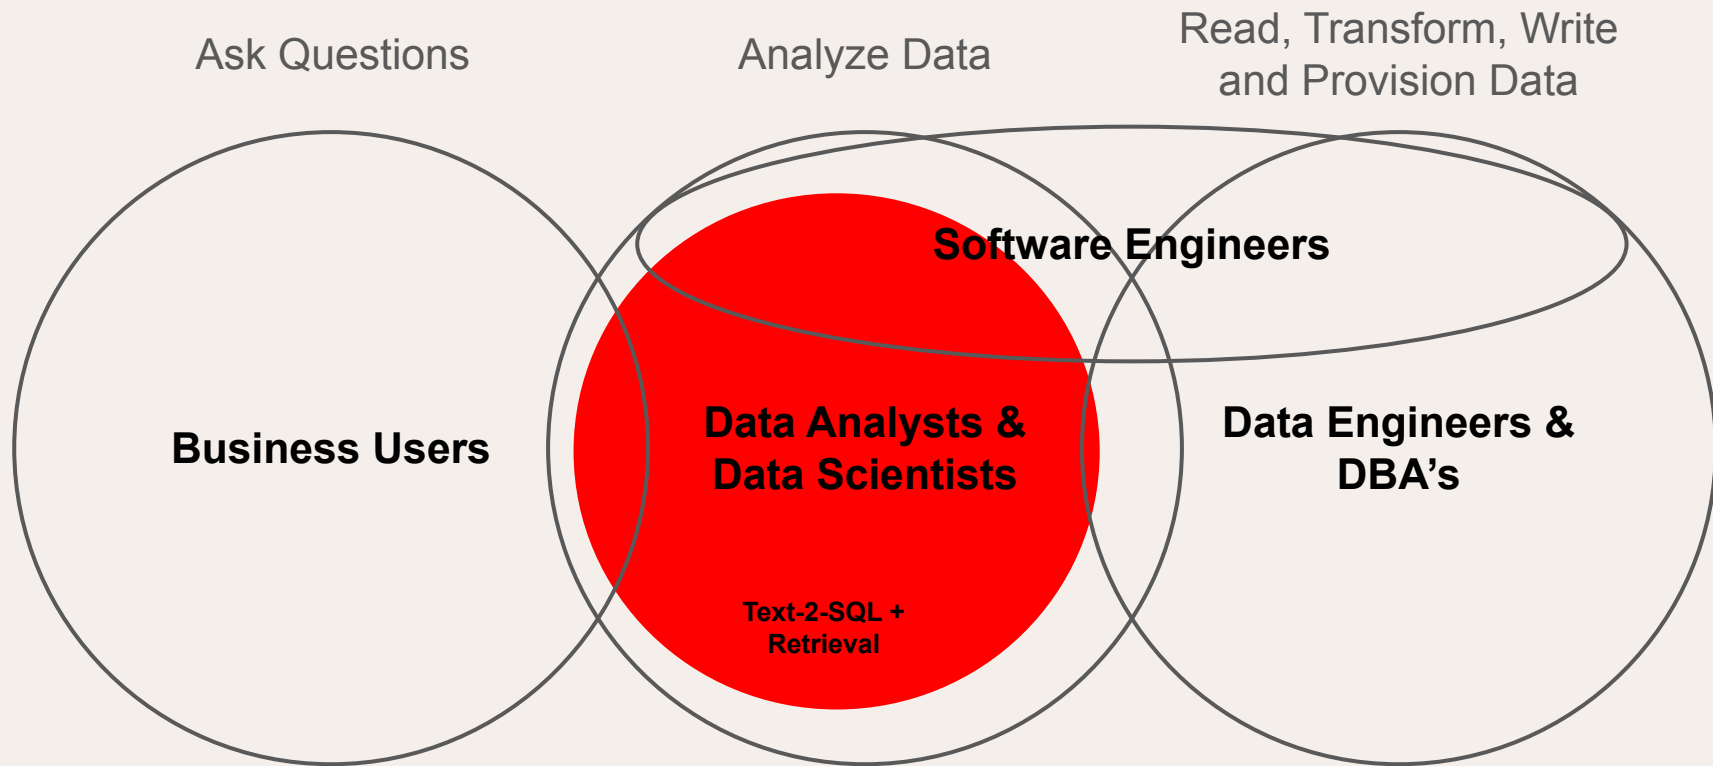 Ask Questions
Analyze Data
Read, Transform, Write
and Provision Data
Software Engineers
Business Users
Data Analysts &
Data Scientists
Data Engineers &
DBA’s
Text-2-SQL +
Retrieval